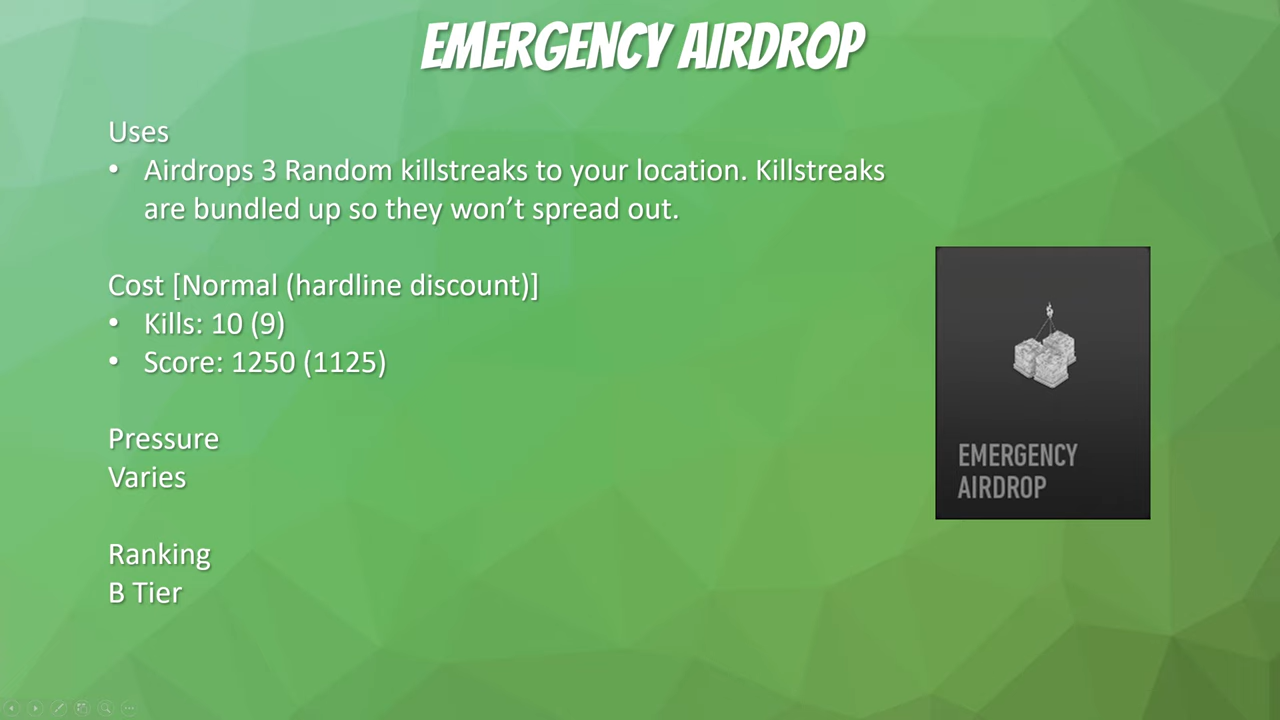 EMERGENCY AIRDROP
Uses
• Airdrops 3 Random killstreaks to your location. Killstreaks
are bundled up so they won’t spread out.
Cost [Normal (hardline discount)]
• Kills: 10 (9)
• Score: 1250 (1125)
Pressure
Varies
Ranking
B Tier
EMERGENCY
AIRDROP